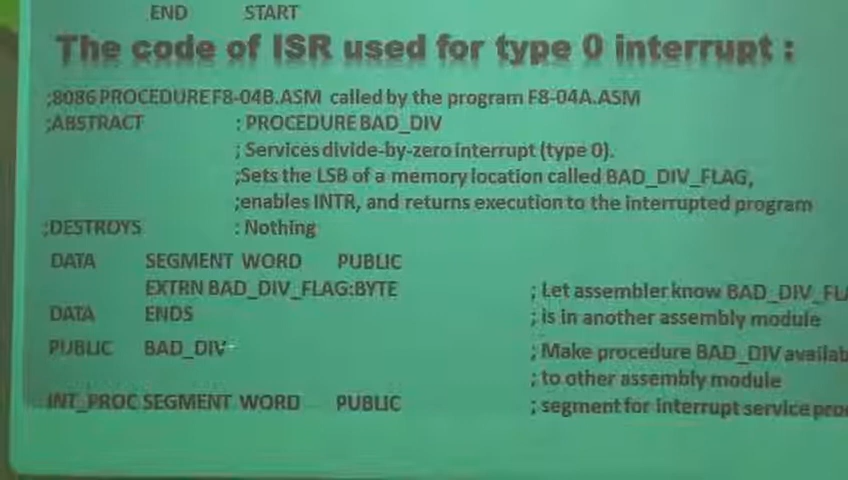 END START
The code of ISR used for type 0 interrupt :
;8086 PROCEDURE F8-04B.ASM called by the program F8-04A.ASM
;ABSTRACT : PROCEDURE BAD_DIV
; Services divide-by-zero interrupt (type 0).
;Sets the LSB of a memory location called BAD_DIV_FLAG,
;enables INTR, and returns execution to the interrupted program
;DESTROYS : Nothing
DATA SEGMENT WORD PUBLIC
EXTRN BAD_DIV_FLAG:BYTE ; Let assembler know BAD_DIV_FL
DATA ENDS ; is in another assembly module
PUBLIC BAD_DIV ; Make procedure BAD_DIV availab
; to other assembly module
INT_PROC SEGMENT WORD PUBLIC ; segment for interrupt service pro